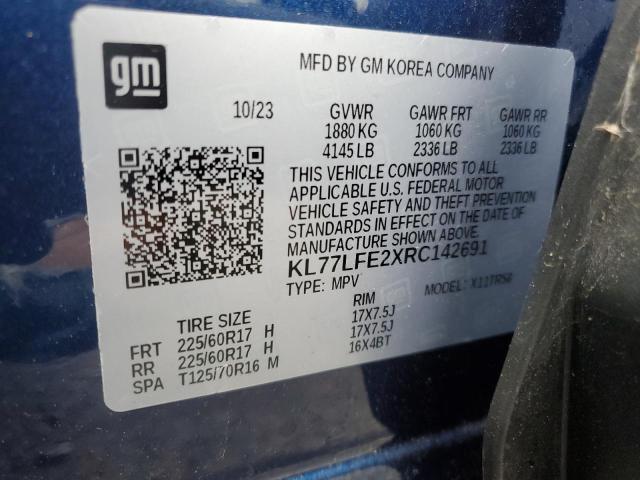 gm
MFD BY GM KOREA COMPANY
10/23 GVWR GAWR FRT GAWR RR
1880 KG 1060 KG 1060 KG
4145 LB 2336 LB 2336 LB
THIS VEHICLE CONFORMS TO ALL
APPLICABLE U.S. FEDERAL MOTOR
VEHICLE SAFETY AND THEFT PREVENTION
STANDARDS IN EFFECT ON THE DATE OF
MANUFACTURE SHOWN ABOVE.
KL77LFE2XRC142691
TYPE: MPV MODEL:
TIRE SIZE RIM
FRT 225/60R17 H 17X7.5J
RR 225/60R17 H 17X7.5J
SPA T125/70R16 M 16X4BT